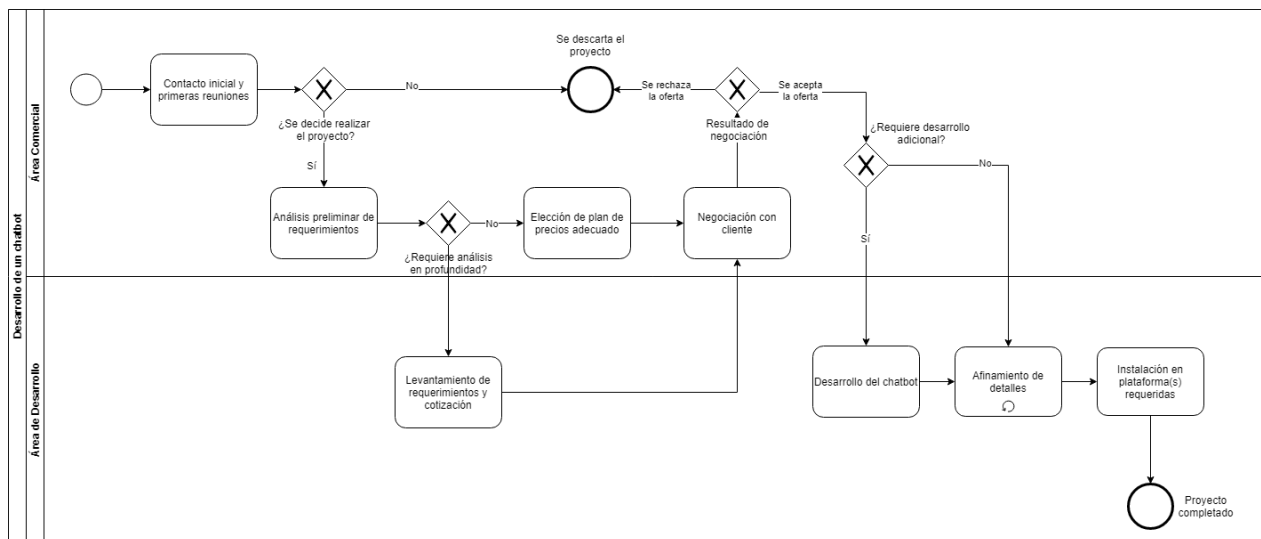 Desarrollo de un chatbot
Área Comercial
Contacto inicial y
primeras reuniones
¿Se decide realizar
el proyecto?
No
Sí
Se descarta el
proyecto
Se rechaza
la oferta
Se acepta
la oferta
Resultado de
negociación
¿Requiere desarrollo
adicional?
No
Sí
Análisis preliminar de
requerimientos
¿Requiere análisis
en profundidad?
No
Elección de plan de
precios adecuado
Negociación con
cliente
Área de Desarrollo
Levantamiento de
requerimientos y
cotización
Desarrollo del chatbot
Afinamiento de
detalles
Instalación en
plataforma(s)
requeridas
Proyecto
completado